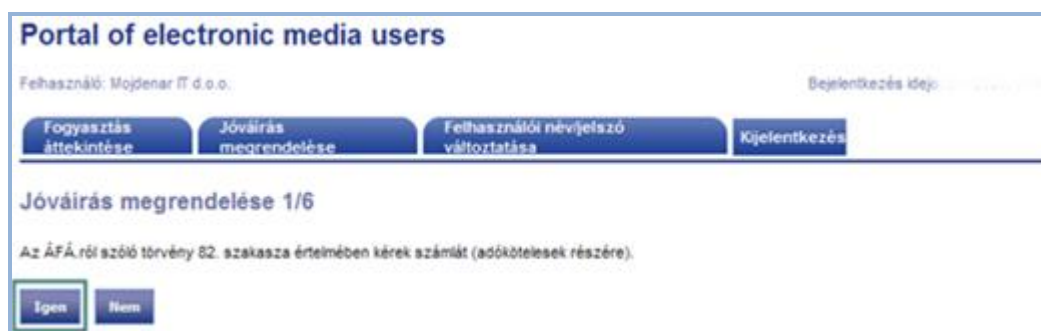 Portal of electronic media users
Felhasználó: Mojdenar IT d.o.o.
Bejelentkezés ideje
Fogyasztás áttekintése
Jóváírás megrendelése
Felhasználói név/jelszó változtatása
Kijelentkezés
Jóváírás megrendelése 1/6
Az ÁFÁ.ról szóló törvény 82. szakasza értelmében kérek számlát (adókötelesek részére).
Igen
Nem